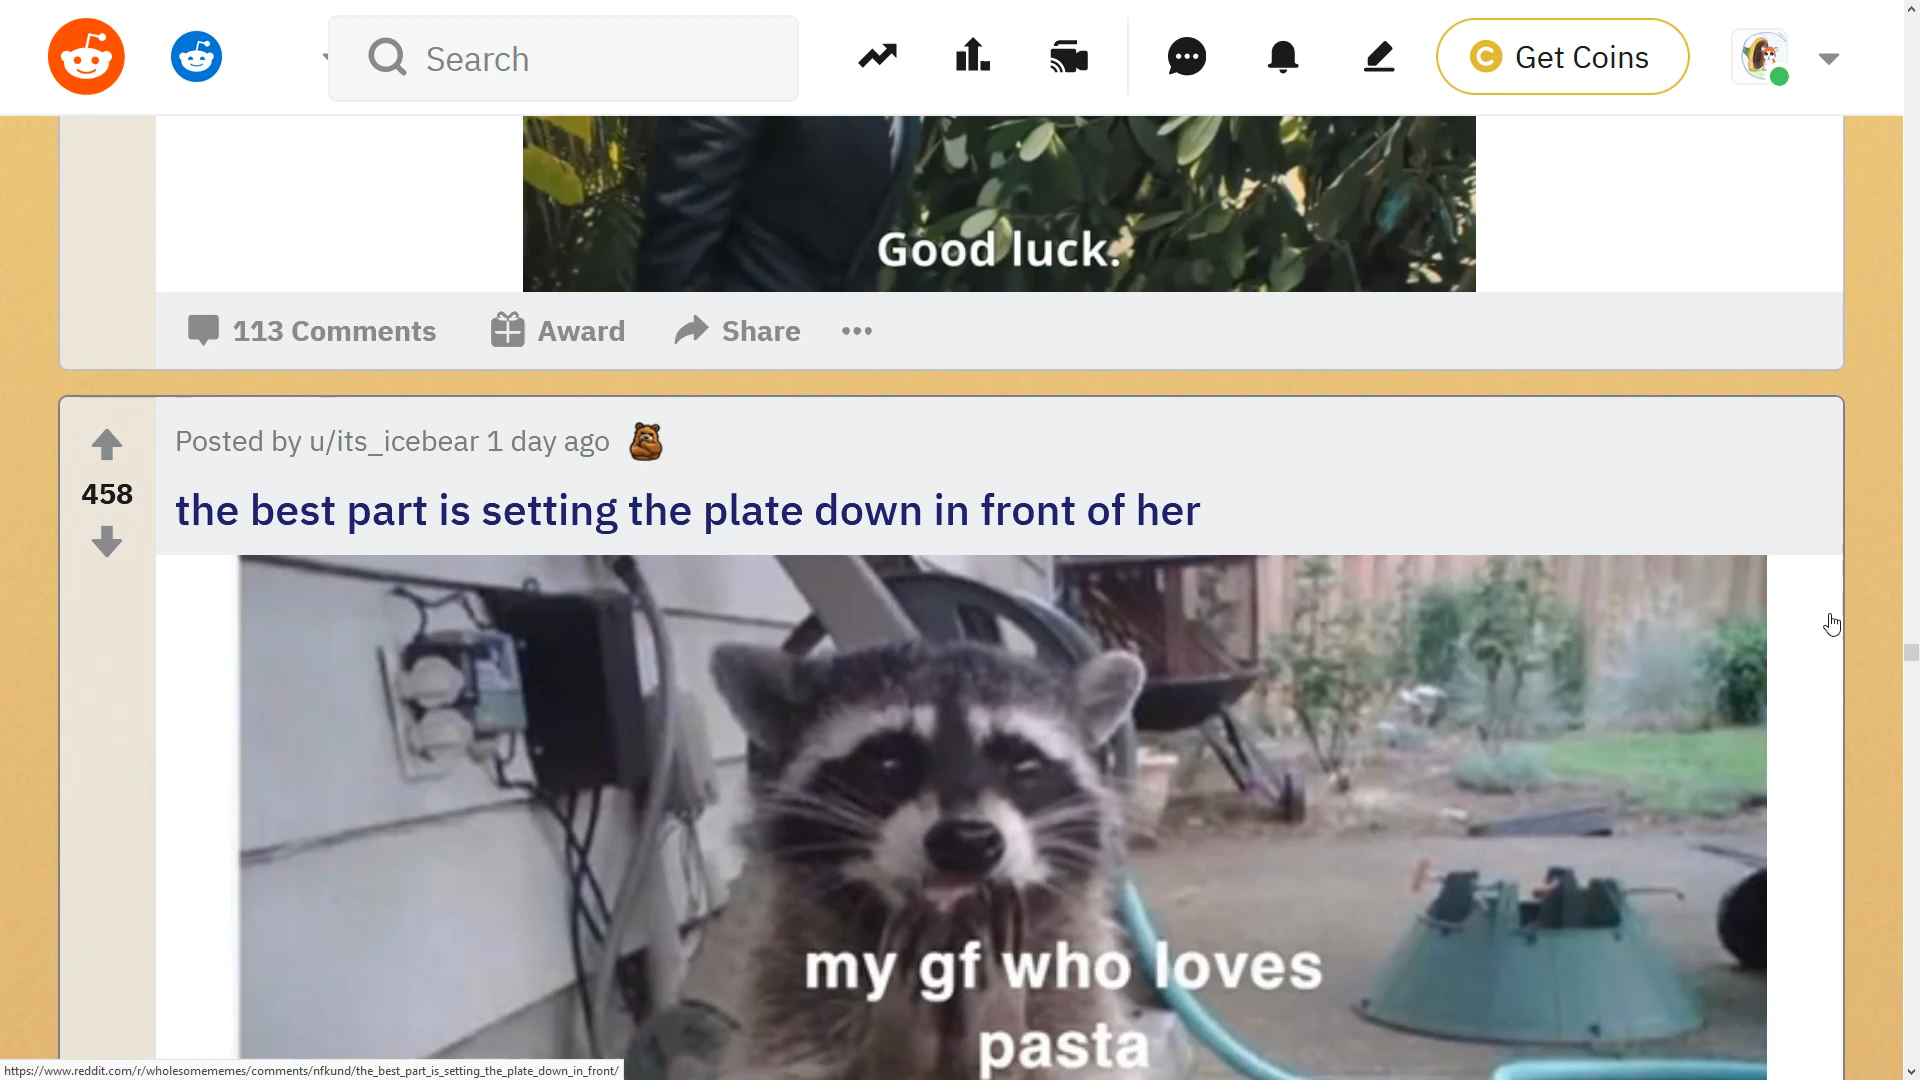 Search
Get Coins
Good luck.
113 Comments
Award
Share
Posted by u/its_icebear 1 day ago
458
the best part is setting the plate down in front of her
my gf who loves
pasta
https://www.reddit.com/r/wholesomememes/comments/nfkund/the_best_part_is_setting_the_plate_down_in_front/